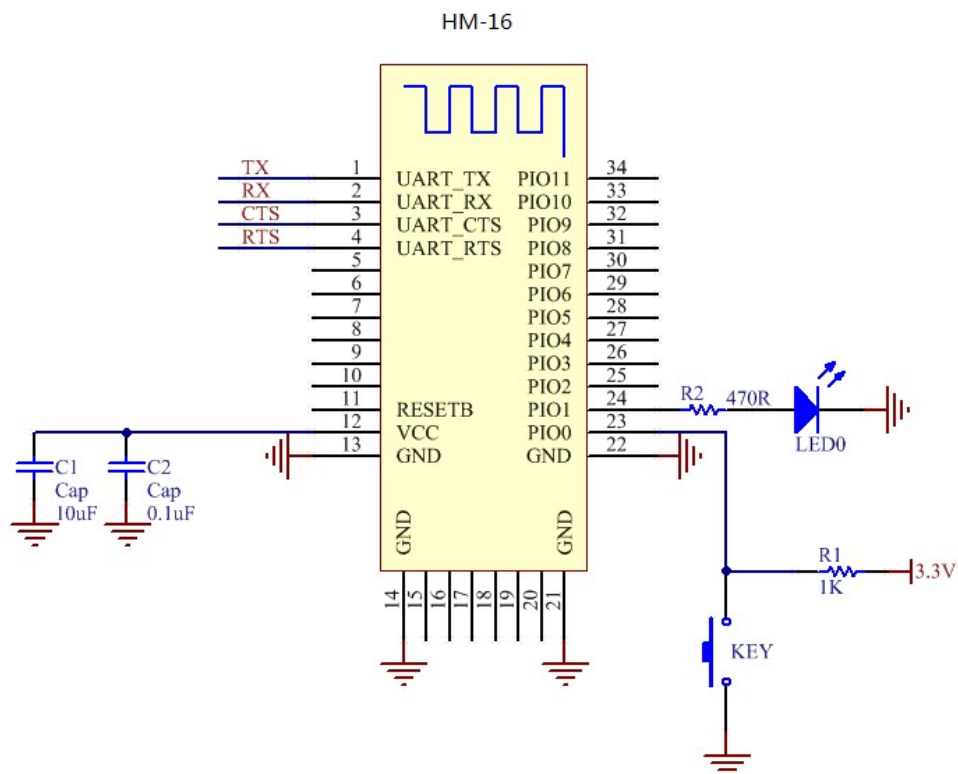 HM-16
TX 1 UART_TX PIO11 34
RX 2 UART_RX PIO10 33
CTS 3 UART_CTS PIO9 32
RTS 4 UART_RTS PIO8 31
5 PIO7 30
6 PIO6 29
7 PIO5 28
8 PIO4 27
9 PIO3 26
10 PIO2 25
11 RESETB PIO1 24 R2 470R
12 VCC PIO0 23 LED0
13 GND GND 22
C1
Cap
10uF
C2
Cap
0.1uF
GND GND
14 15 16 17 18 19 20 21
R1
1K
3.3V
KEY